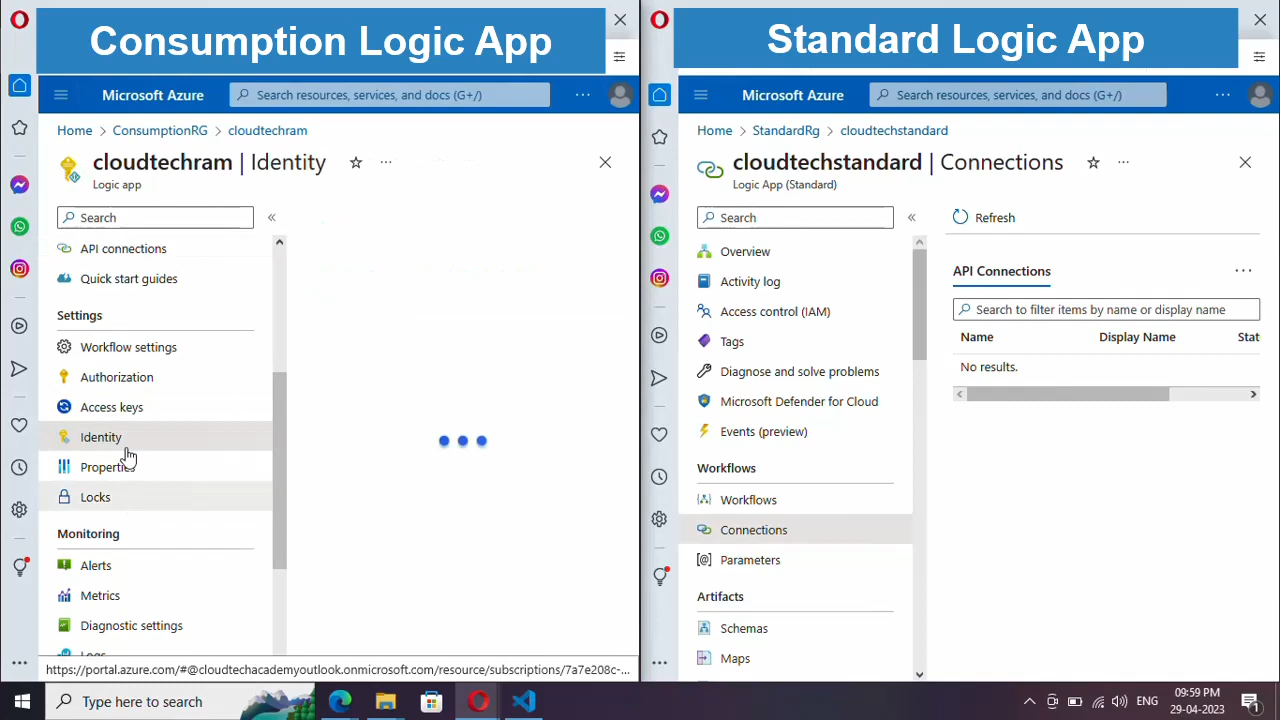 Consumption Logic App
Microsoft Azure
Search resources, services, and docs (G+/)
Home > ConsumptionRG > cloudtechram
cloudtechram | Identity
Logic app
Search
API connections
Quick start guides
Settings
Workflow settings
Authorization
Access keys
Identity
Properties
Locks
Monitoring
Alerts
Metrics
Diagnostic settings
Logs
https://portal.azure.com/#@cloudtechacademyoutlook.onmicrosoft.com/resource/subscriptions/7a7e208c-...
Standard Logic App
Microsoft Azure
Search resources, services, and docs (G+/)
Home > StandardRg > cloudtechstandard
cloudtechstandard | Connections
Logic App (Standard)
Search
Refresh
Overview
Activity log
Access control (IAM)
Tags
Diagnose and solve problems
Microsoft Defender for Cloud
Events (preview)
Workflows
Workflows
Connections
Parameters
Artifacts
Schemas
Maps
API Connections
Search to filter items by name or display name
Name Display Name Stat
No results.
Type here to search
ENG
09:59 PM
29-04-2023
1